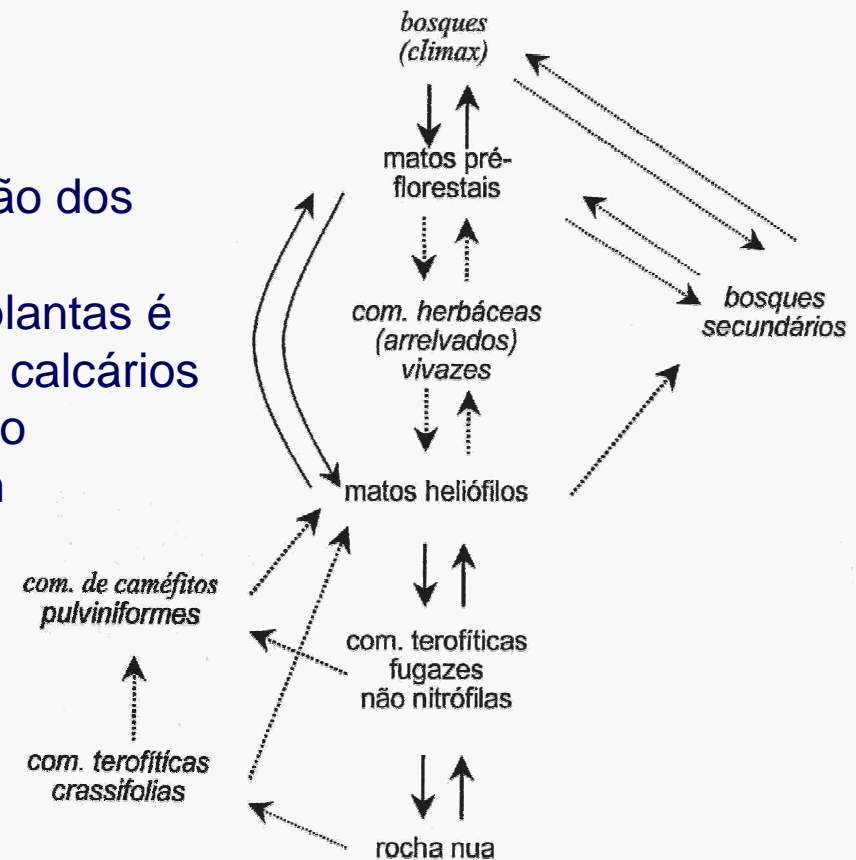 bosques
(climax)
matos pré-
florestais
ão dos
plantas é
calcários
o
com. herbáceas
(arrelvados)
vivazes
bosques
secundários
matos heliófilos
com. de caméfitos
pulviniformes
com. terofíticas
fugazes
não nitrófilas
com. terofíticas
crassifolias
rocha nua